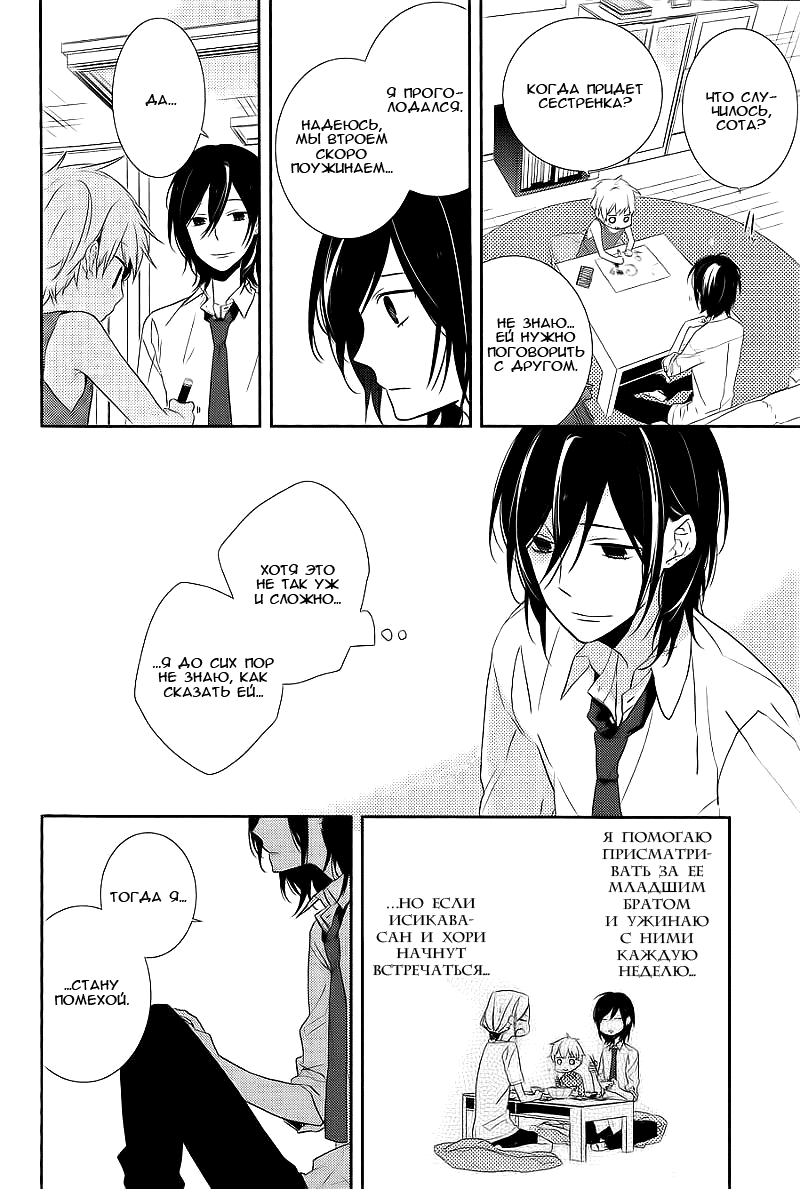 ЧТО СЛУ-
ЧИЛОСЬ,
СОТА?
КОГДА ПРИДЕТ
СЕСТРЕНКА?
НЕ ЗНАЮ...
ЕЙ НУЖНО
ПОГОВОРИТЬ
С ДРУГОМ.
Я ПРОГО-
ЛОДАЛСЯ.
НАДЕЮСЬ,
МЫ ВТРОЕМ
СКОРО
ПОУЖИНАЕМ...
ДА...
ХОТЯ ЭТО
НЕ ТАК УЖ
И СЛОЖНО...
...Я ДО СИХ ПОР
НЕ ЗНАЮ, КАК
СКАЗАТЬ ЕЙ...
Я ПОМОГАЮ
ПРИСМАТРИ-
ВАТЬ ЗА ЕЕ
МЛАДШИМ
БРАТОМ
И УЖИНАЮ
С НИМИ
КАЖДУЮ
НЕДЕЛЮ...
...НО ЕСЛИ
ИСИКАВА-
САН И ХОРИ
НАЧНУТ
ВСТРЕЧАТЬСЯ...
ТОГДА Я...
...СТАНУ
ПОМЕХОЙ.